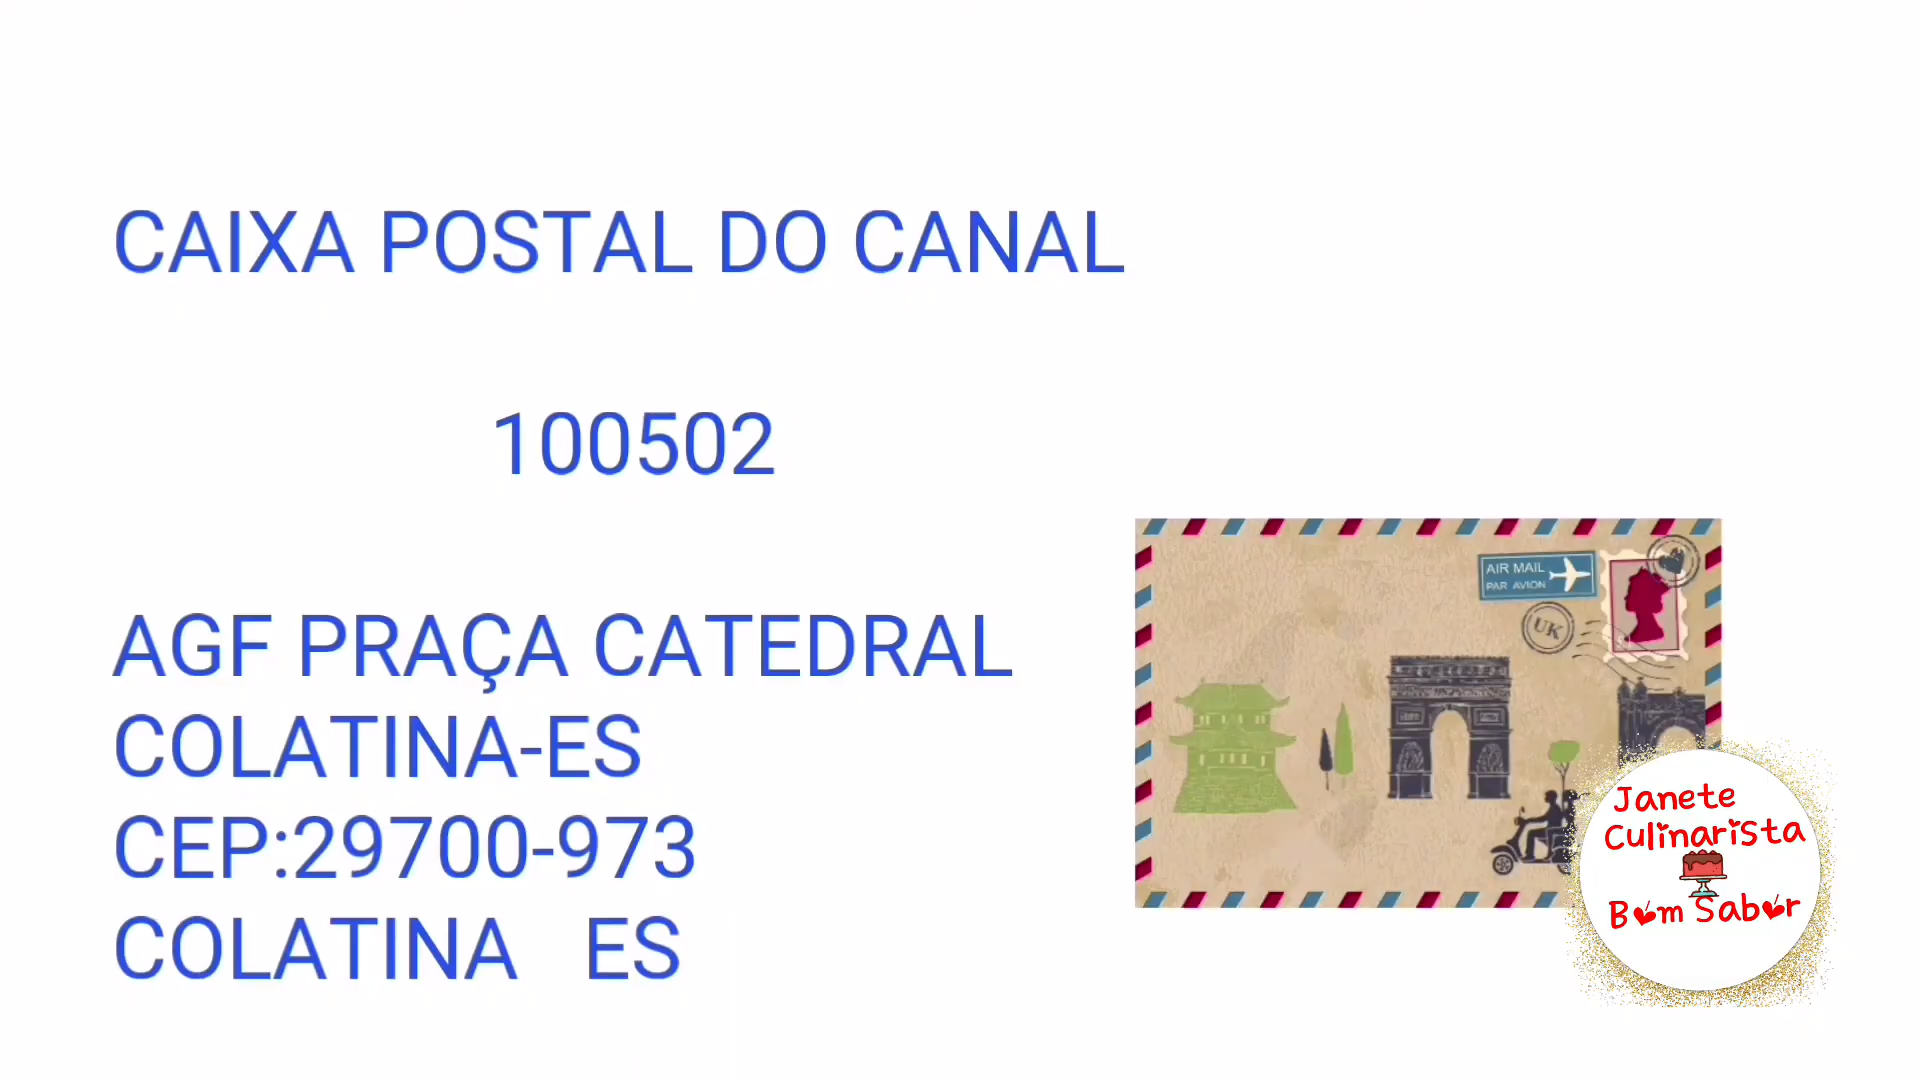 CAIXA POSTAL DO CANAL
100502
AGF PRAÇA CATEDRAL
COLATINA-ES
CEP:29700-973
COLATINA ES
AIR MAIL
PAR AVION
UK
Janete
Culinarista
Bom Sabor